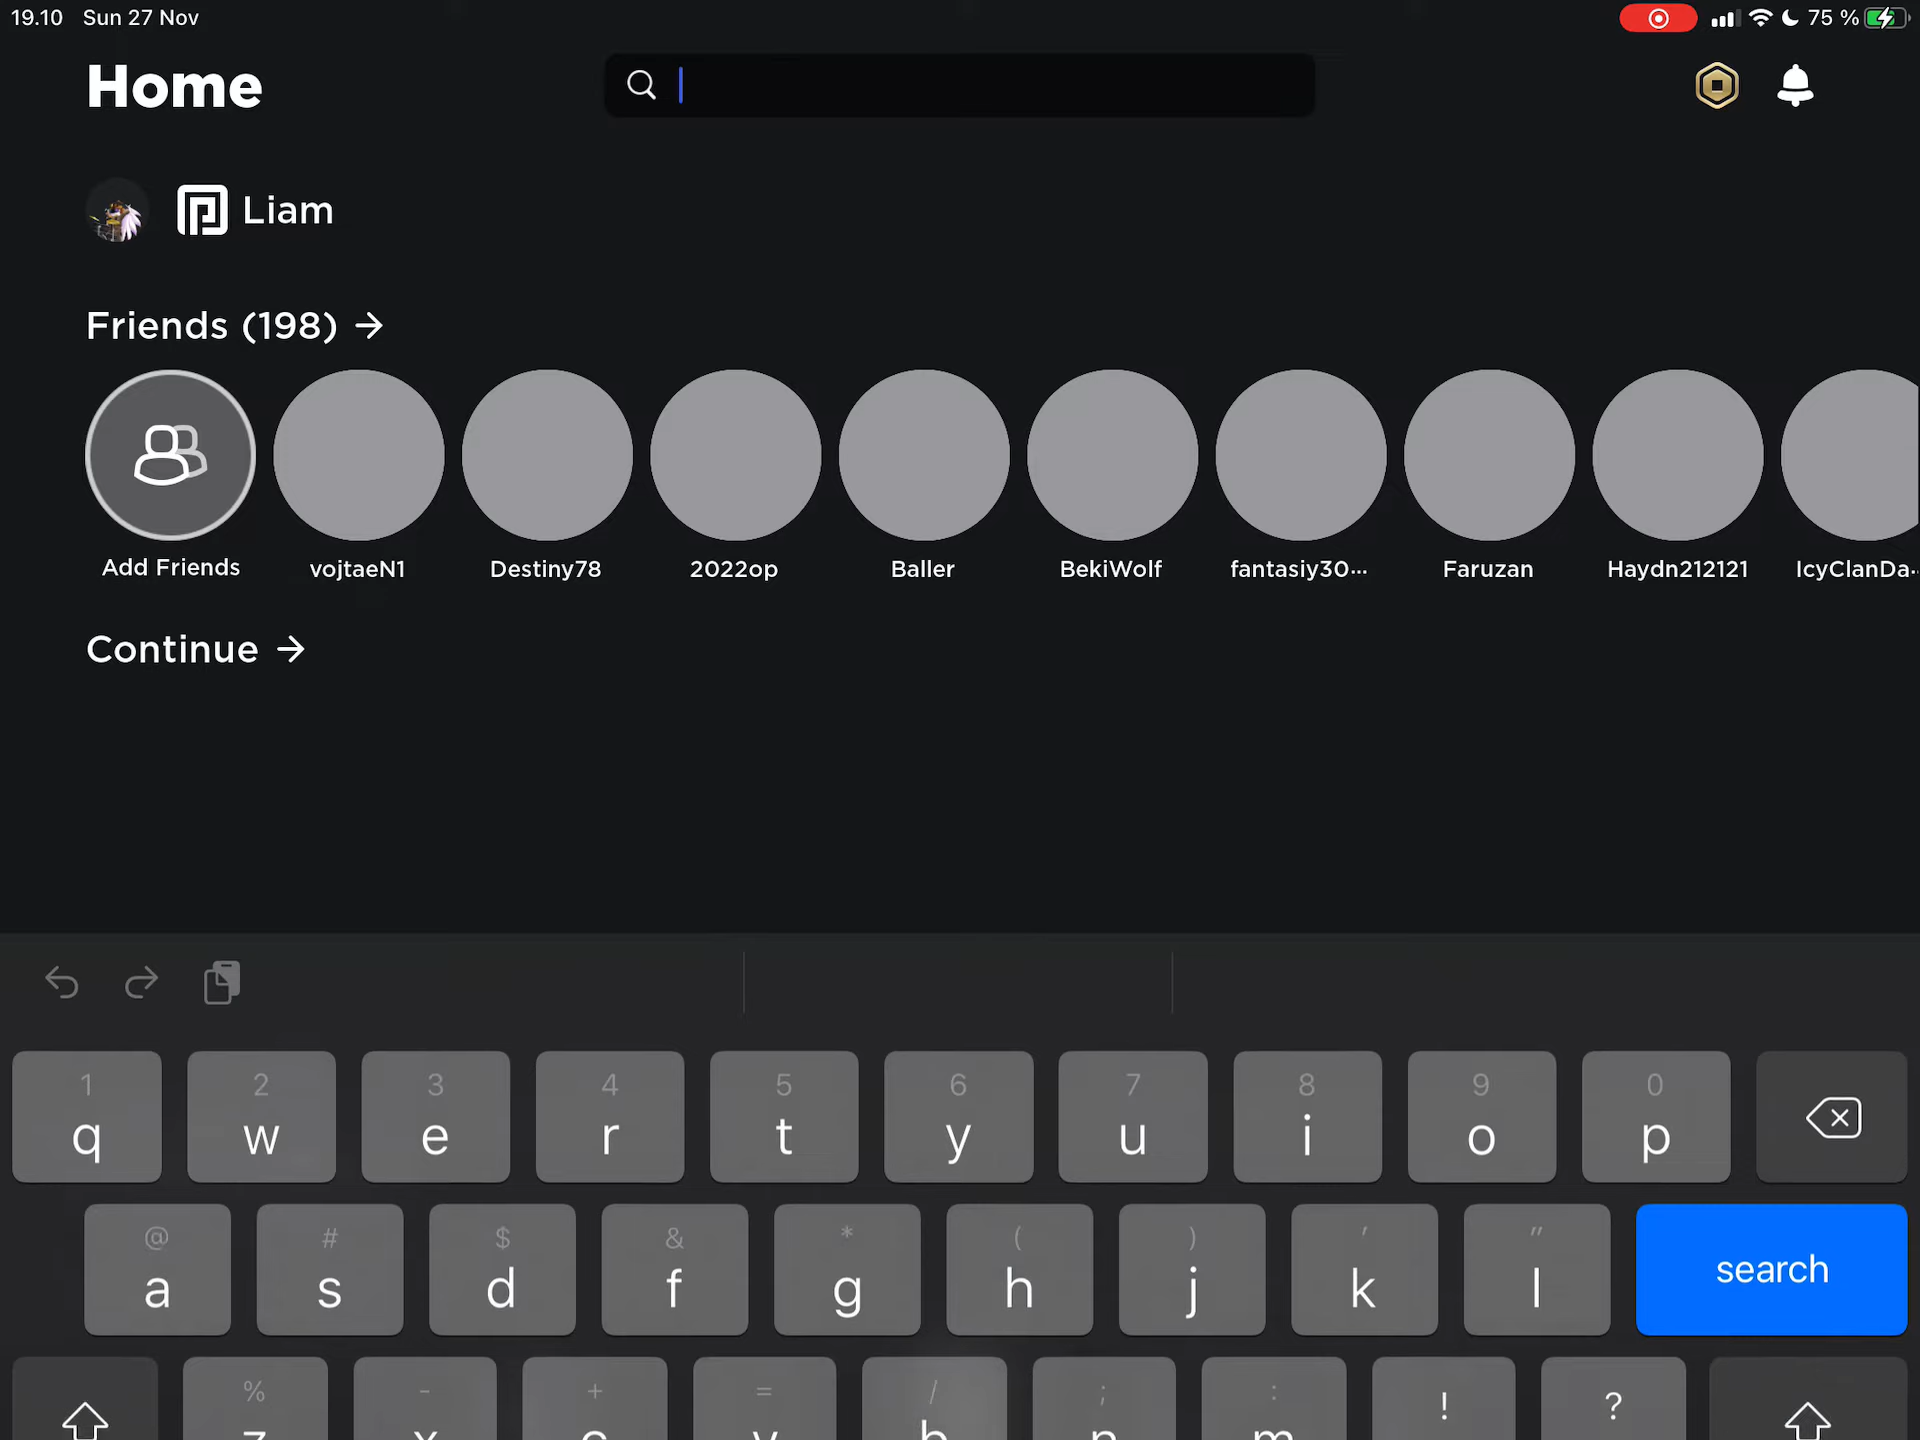 19.10 Sun 27 Nov 75 %
Home
Liam
Friends (198) →
Add Friends vojtaeN1 Destiny78 2022op Baller BekiWolf fantasiy30... Faruzan Haydn212121 IcyClanDa..
Continue →
1 2 3 4 5 6 7 8 9 0
q w e r t y u i o p
@ # $ & * ( ) ' "
a s d f g h j k l search
% - + = / ; : ! ?
z x c v b n m